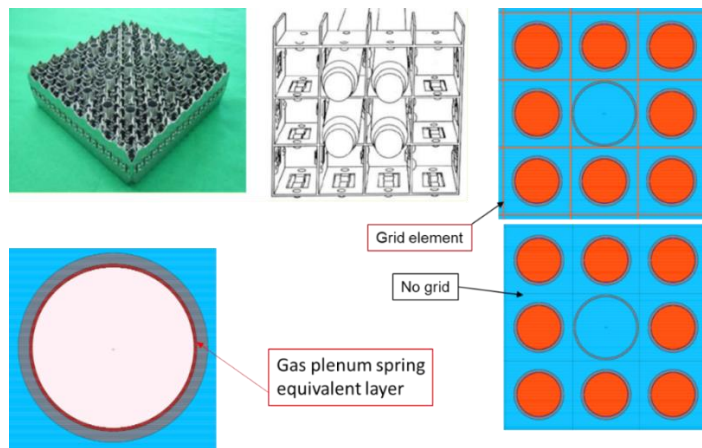 Grid element
No grid
Gas plenum spring
equivalent layer